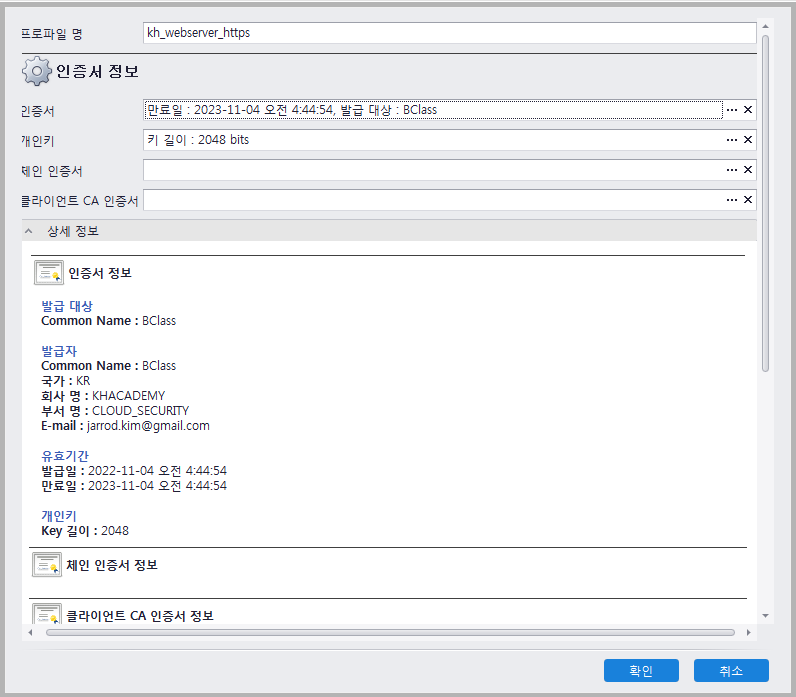 프로파일 명 kh_webserver_https
인증서 정보
인증서 만료일 : 2023-11-04 오전 4:44:54, 발급 대상 : BClass ··· ✕
개인키 키 길이 : 2048 bits ··· ✕
체인 인증서 ··· ✕
클라이언트 CA 인증서 ··· ✕
상세 정보
인증서 정보
발급 대상
Common Name : BClass
발급자
Common Name : BClass
국가 : KR
회사 명 : KHACADEMY
부서 명 : CLOUD_SECURITY
E-mail : jarrod.kim@gmail.com
유효기간
발급일 : 2022-11-04 오전 4:44:54
만료일 : 2023-11-04 오전 4:44:54
개인키
Key 길이 : 2048
체인 인증서 정보
클라이언트 CA 인증서 정보
확인 취소